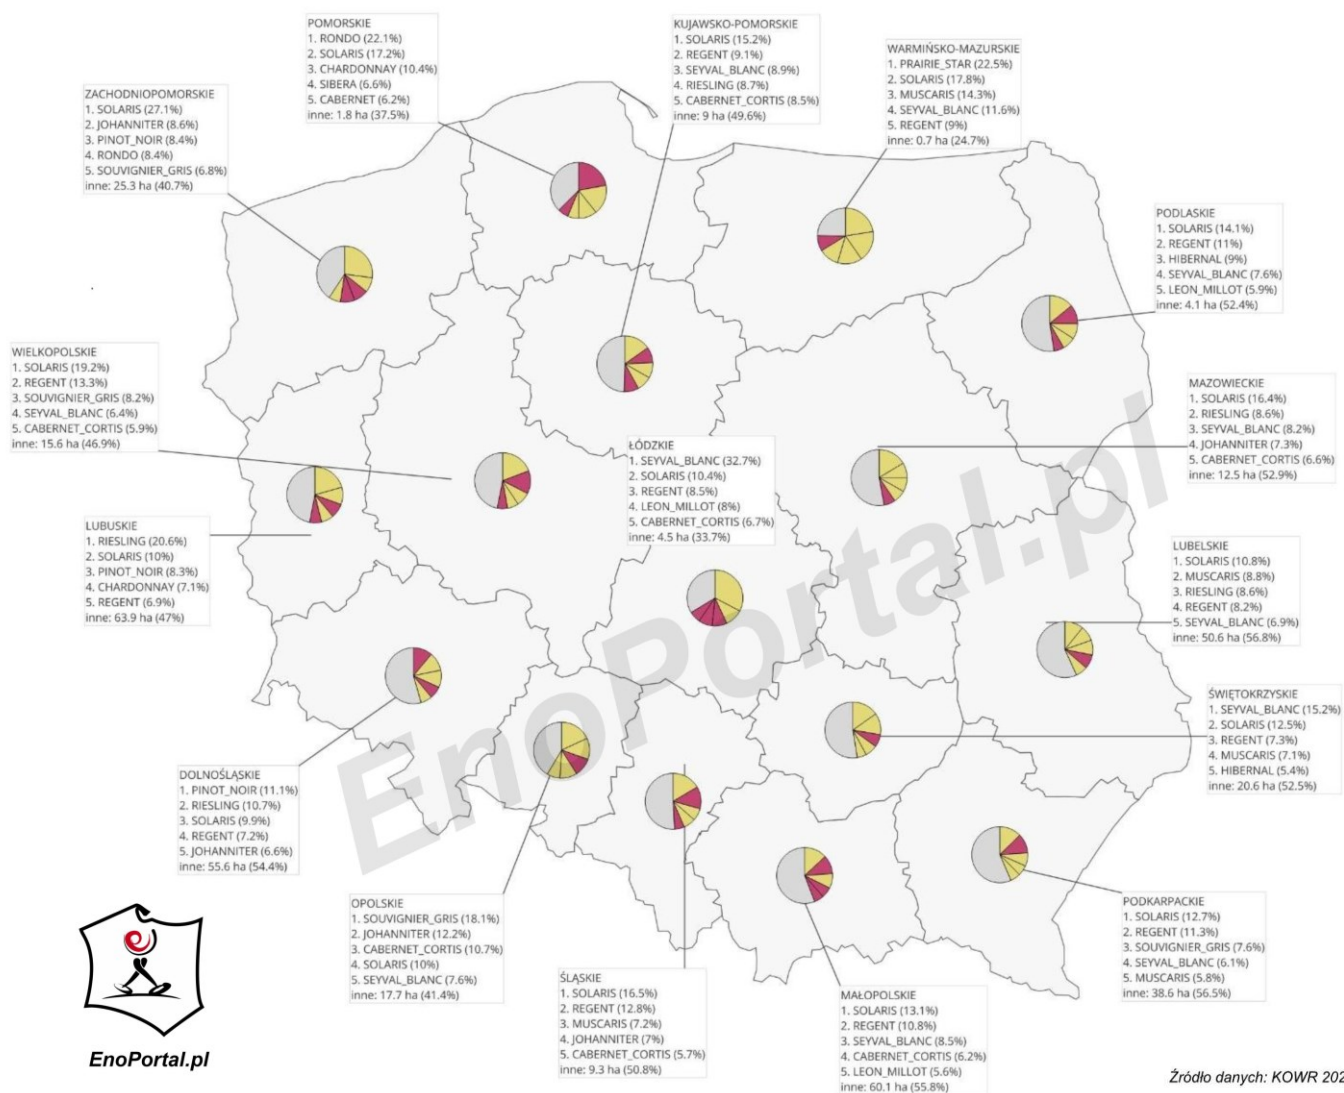 POMORSKIE
1. RONDO (22.1%)
2. SOLARIS (17.2%)
3. CHARDONNAY (10.4%)
4. SIBERA (6.6%)
5. CABERNET (6.2%)
inne: 1.8 ha (37.5%)
KUJAWSKO-POMORSKIE
1. SOLARIS (15.2%)
2. REGENT (9.1%)
3. SEYVAL_BLANC (8.9%)
4. RIESLING (8.7%)
5. CABERNET_CORTIS (8.5%)
inne: 9 ha (49.6%)
WARMIŃSKO-MAZURSKIE
1. PRAIRIE_STAR (22.5%)
2. SOLARIS (17.8%)
3. MUSCARIS (14.3%)
4. SEYVAL_BLANC (11.6%)
5. REGENT (9%)
inne: 0.7 ha (24.7%)
ZACHODNIOPOMORSKIE
1. SOLARIS (27.1%)
2. JOHANNITER (8.6%)
3. PINOT_NOIR (8.4%)
4. RONDO (8.4%)
5. SOUVIGNIER_GRIS (6.8%)
inne: 25.3 ha (40.7%)
PODLASKIE
1. SOLARIS (14.1%)
2. REGENT (11%)
3. HIBERNAL (9%)
4. SEYVAL_BLANC (7.6%)
5. LEON_MILLOT (5.9%)
inne: 4.1 ha (52.4%)
WIELKOPOLSKIE
1. SOLARIS (19.2%)
2. REGENT (13.3%)
3. SOUVIGNIER_GRIS (8.2%)
4. SEYVAL_BLANC (6.4%)
5. CABERNET_CORTIS (5.9%)
inne: 15.6 ha (46.9%)
MAZOWIECKIE
1. SOLARIS (16.4%)
2. RIESLING (8.6%)
3. SEYVAL_BLANC (8.2%)
4. JOHANNITER (7.3%)
5. CABERNET_CORTIS (6.6%)
inne: 12.5 ha (52.9%)
ŁÓDZKIE
1. SEYVAL_BLANC (32.7%)
2. SOLARIS (10.4%)
3. REGENT (8.5%)
4. LEON_MILLOT (8%)
5. CABERNET_CORTIS (6.7%)
inne: 4.5 ha (33.7%)
LUBUSKIE
1. RIESLING (20.6%)
2. SOLARIS (10%)
3. PINOT_NOIR (8.3%)
4. CHARDONNAY (7.1%)
5. REGENT (6.9%)
inne: 63.9 ha (47%)
LUBELSKIE
1. SOLARIS (10.8%)
2. MUSCARIS (8.8%)
3. RIESLING (8.6%)
4. REGENT (8.2%)
5. SEYVAL_BLANC (6.9%)
inne: 50.6 ha (56.8%)
EnoPortal.pl
ŚWIĘTOKRZYSKIE
1. SEYVAL_BLANC (15.2%)
2. SOLARIS (12.5%)
3. REGENT (7.3%)
4. MUSCARIS (7.1%)
5. HIBERNAL (5.4%)
inne: 20.6 ha (52.5%)
DOLNOŚLĄSKIE
1. PINOT_NOIR (11.1%)
2. RIESLING (10.7%)
3. SOLARIS (9.9%)
4. REGENT (7.2%)
5. JOHANNITER (6.6%)
inne: 55.6 ha (54.4%)
OPOLSKIE
1. SOUVIGNIER_GRIS (18.1%)
2. JOHANNITER (12.2%)
3. CABERNET_CORTIS (10.7%)
4. SOLARIS (10%)
5. SEYVAL_BLANC (7.6%)
inne: 17.7 ha (41.4%)
PODKARPACKIE
1. SOLARIS (12.7%)
2. REGENT (11.3%)
3. SOUVIGNIER_GRIS (7.6%)
4. SEYVAL_BLANC (6.1%)
5. MUSCARIS (5.8%)
inne: 38.6 ha (56.5%)
ŚLĄSKIE
1. SOLARIS (16.5%)
2. REGENT (12.8%)
3. MUSCARIS (7.2%)
4. JOHANNITER (7%)
5. CABERNET_CORTIS (5.7%)
inne: 9.3 ha (50.8%)
MAŁOPOLSKIE
1. SOLARIS (13.1%)
2. REGENT (10.8%)
3. SEYVAL_BLANC (8.5%)
4. CABERNET_CORTIS (6.2%)
5. LEON_MILLOT (5.6%)
inne: 60.1 ha (55.8%)
EnoPortal.pl
Źródło danych: KOWR 202